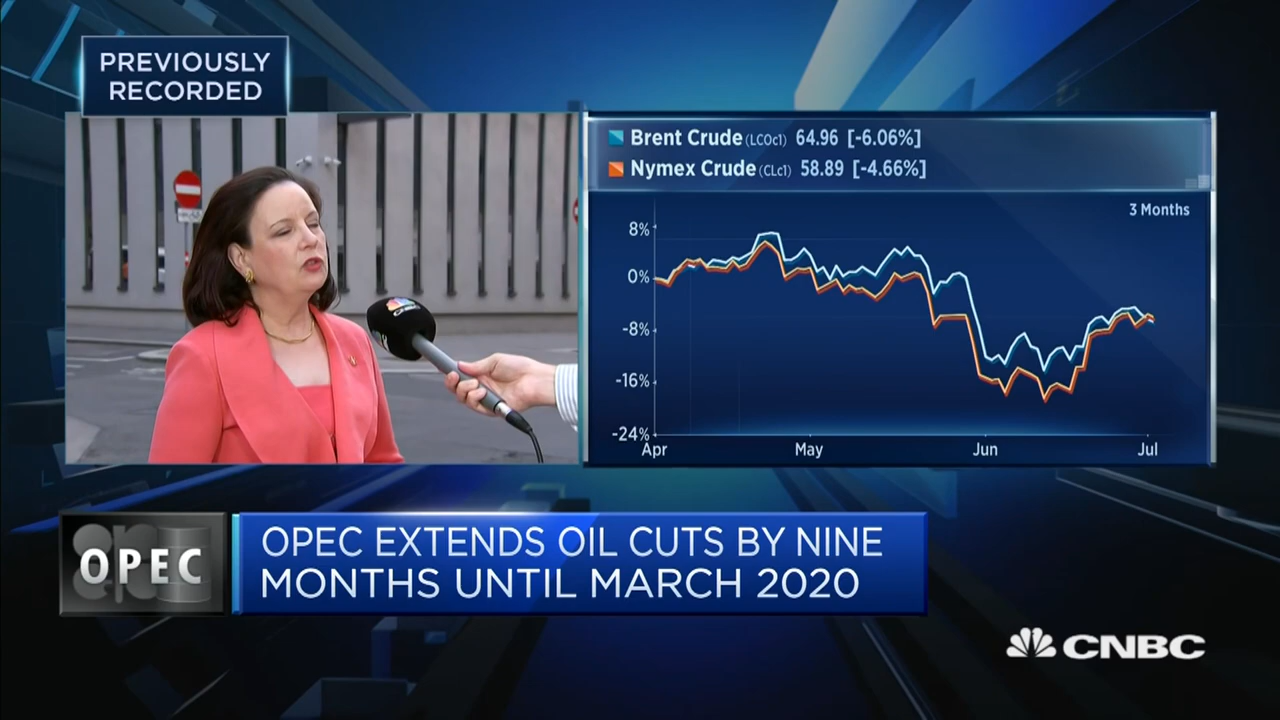 PREVIOUSLY
RECORDED
Brent Crude (LCOc1) 64.96 [-6.06%]
Nymex Crude (CLc1) 58.89 [-4.66%]
3 Months
8%
0%
-8%
-16%
-24%
Apr May Jun Jul
CNBC
OPEC
OPEC EXTENDS OIL CUTS BY NINE
MONTHS UNTIL MARCH 2020
CNBC